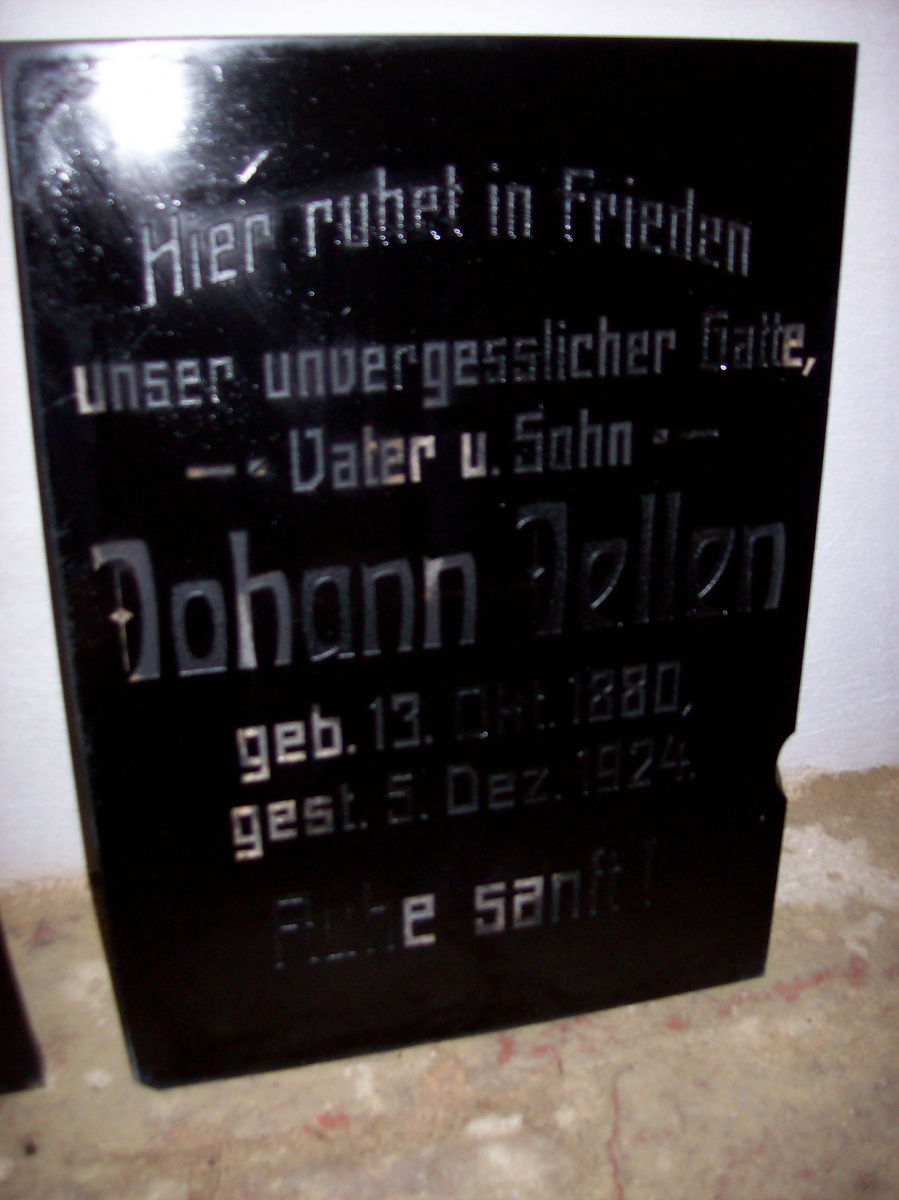 Hier ruhet in Frieden
unser unvergesslicher Gatte,
Vater u. Sohn
Johann Jellen
geb. 13. Okt. 1880,
gest. 5. Dez. 1924.
Ruhe sanft!